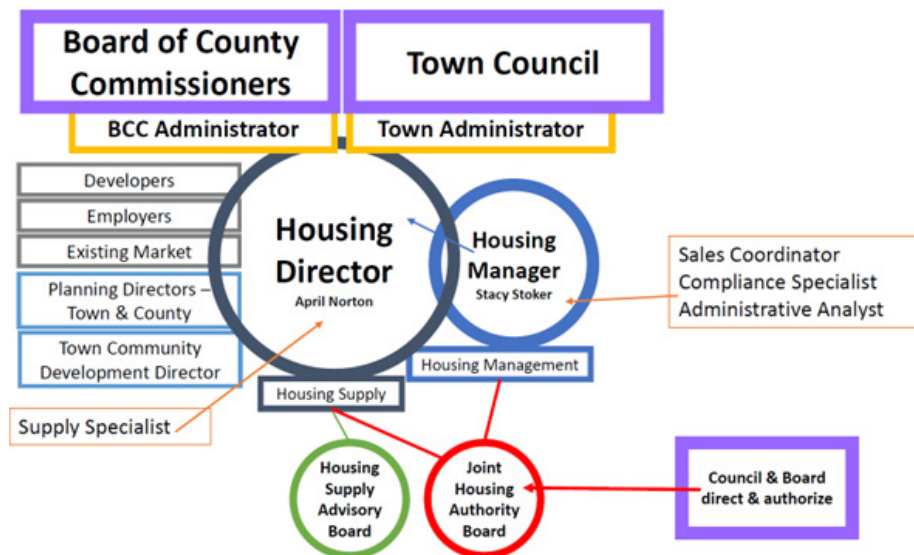 Board of County
Commissioners
Town Council
BCC Administrator
Town Administrator
Developers
Employers
Existing Market
Planning Directors –
Town & County
Town Community
Development Director
Housing
Director
April Norton
Housing
Manager
Stacy Stoker
Sales Coordinator
Compliance Specialist
Administrative Analyst
Housing Management
Housing Supply
Supply Specialist
Housing
Supply
Advisory
Board
Joint
Housing
Authority
Board
Council & Board
direct & authorize